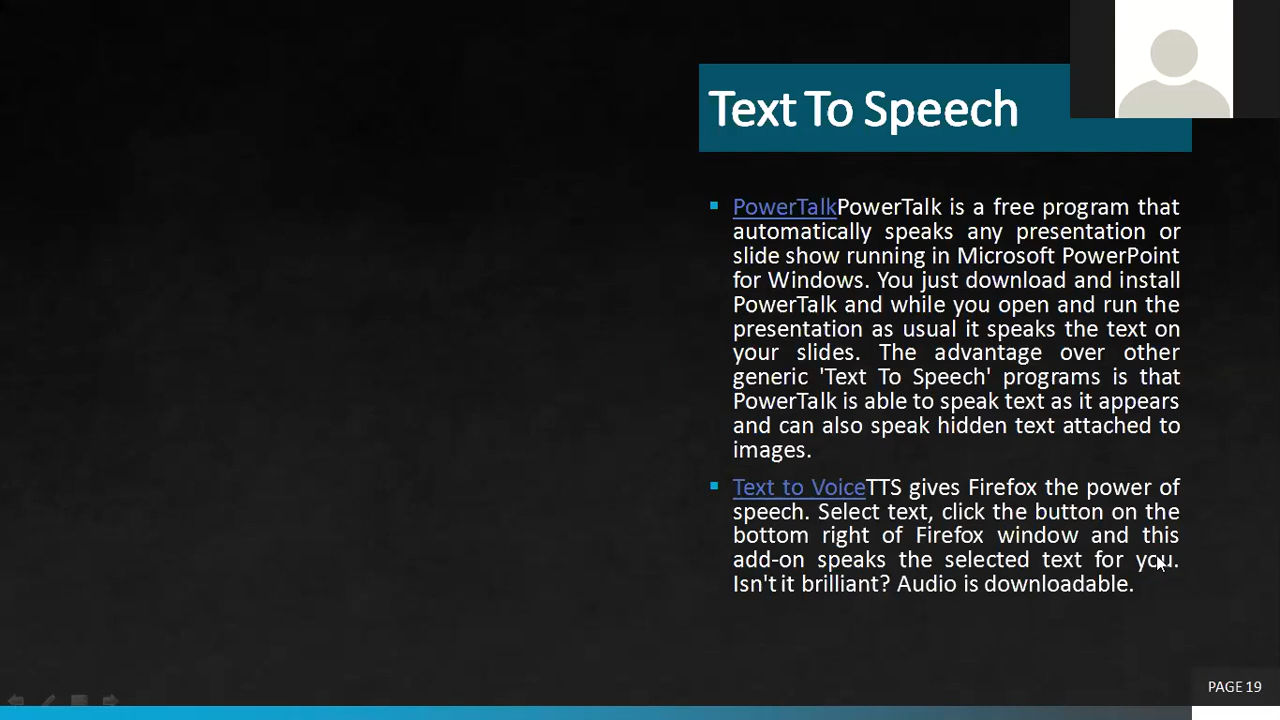 Text To Speech
PowerTalkPowerTalk is a free program that
automatically speaks any presentation or
slide show running in Microsoft PowerPoint
for Windows. You just download and install
PowerTalk and while you open and run the
presentation as usual it speaks the text on
your slides. The advantage over other
generic 'Text To Speech' programs is that
PowerTalk is able to speak text as it appears
and can also speak hidden text attached to
images.
Text to VoiceTTS gives Firefox the power of
speech. Select text, click the button on the
bottom right of Firefox window and this
add-on speaks the selected text for you.
Isn't it brilliant? Audio is downloadable.
PAGE 19